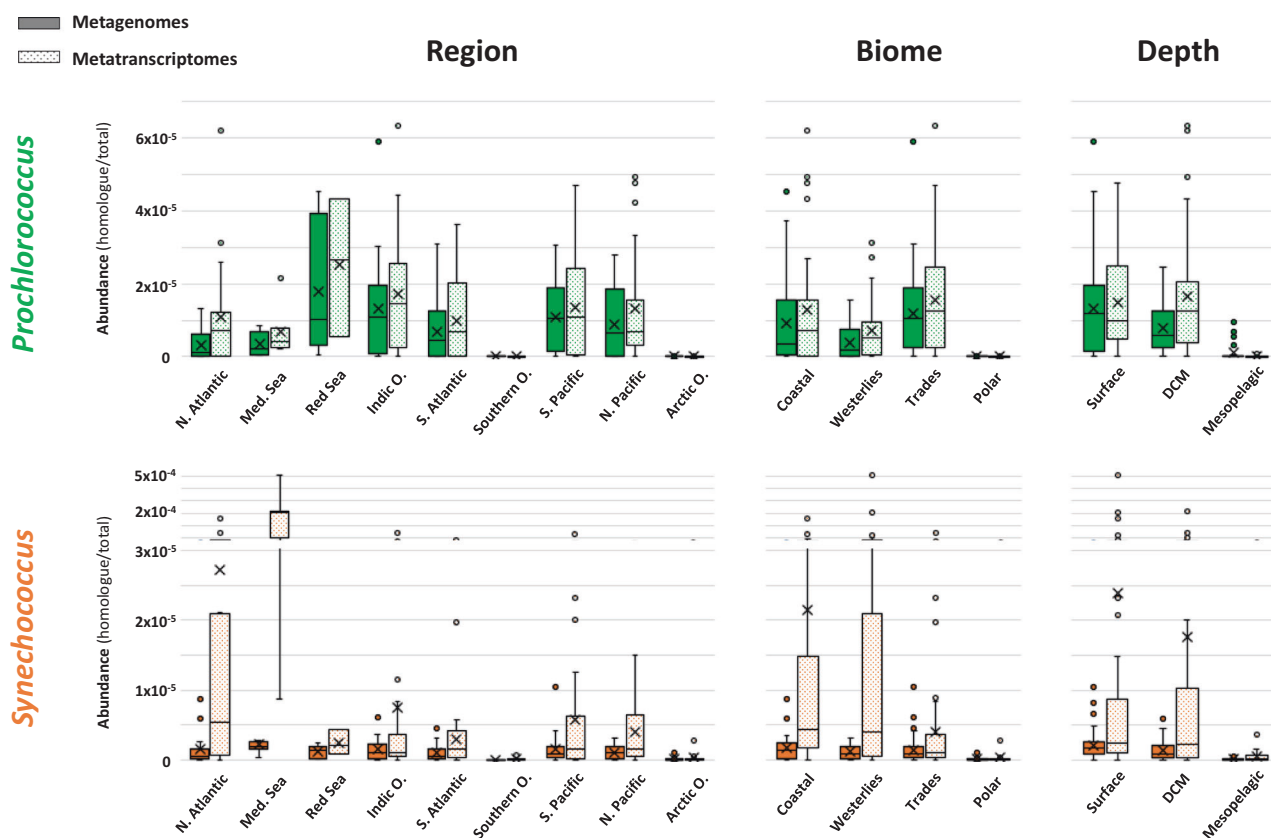 Metagenomes
Metatranscriptomes
Region
Biome
Depth
Prochlorococcus
Abundance (homologue/total)
6x10-5
4x10-5
2x10-5
0
N. Atlantic
Med. Sea
Red Sea
Indic O.
S. Atlantic
Southern O.
S. Pacific
N. Pacific
Arctic O.
Coastal
Westerlies
Trades
Polar
Surface
DCM
Mesopelagic
Synechococcus
Abundance (homologue/total)
5x10-4
2x10-4
3x10-5
2x10-5
1x10-5
0
N. Atlantic
Med. Sea
Red Sea
Indic O.
S. Atlantic
Southern O.
S. Pacific
N. Pacific
Arctic O.
Coastal
Westerlies
Trades
Polar
Surface
DCM
Mesopelagic